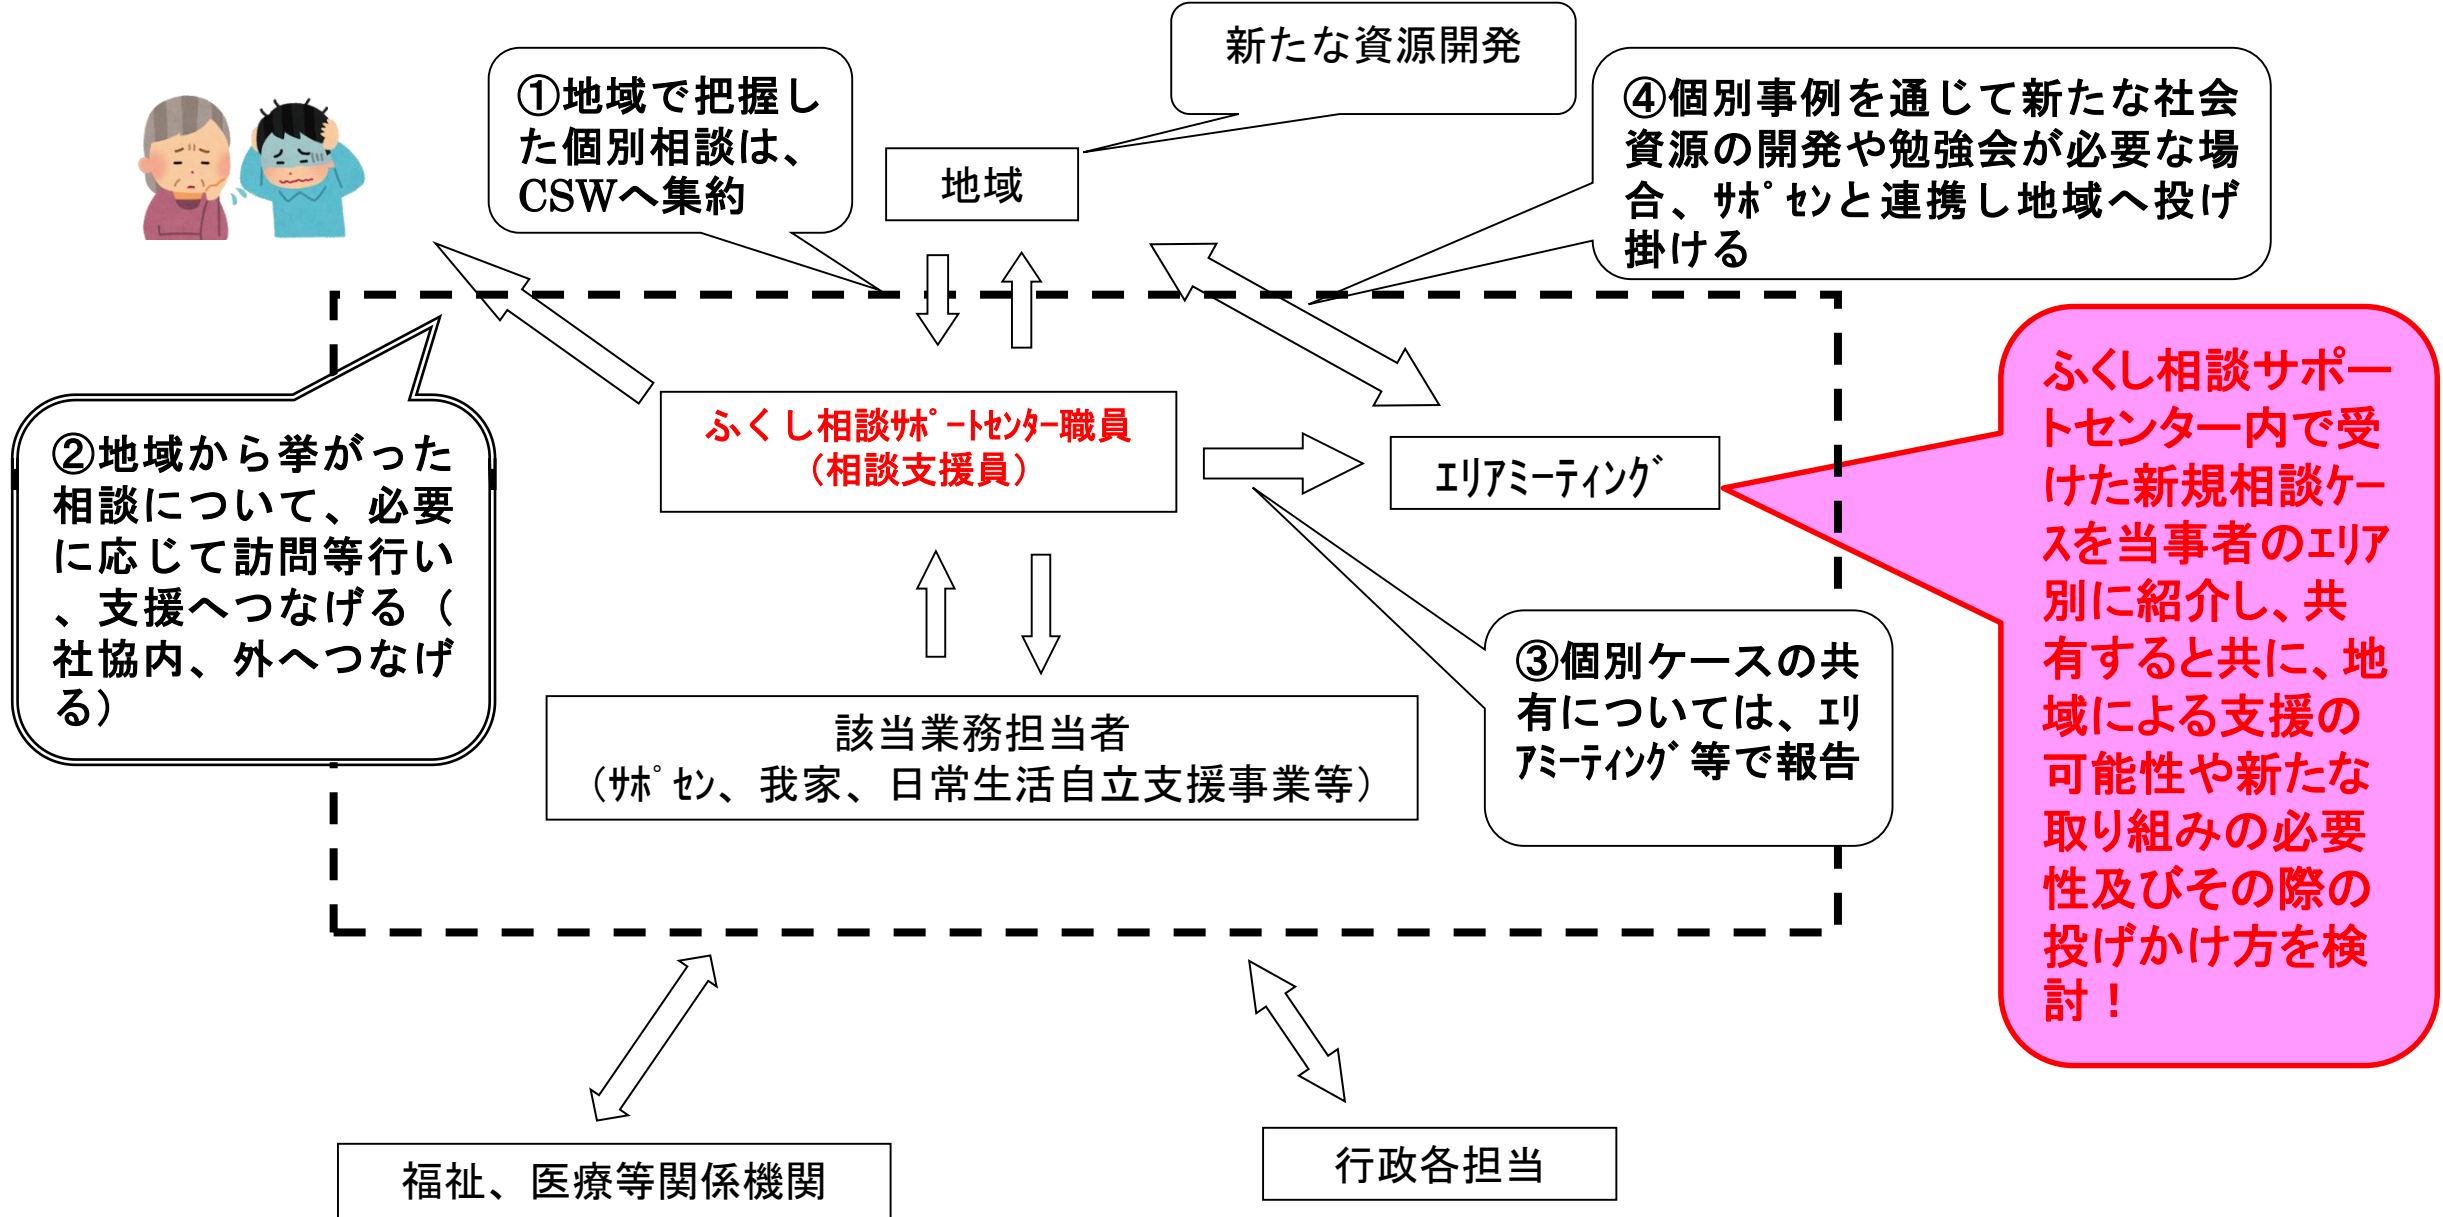 新たな資源開発
①地域で把握し
た個別相談は、
CSWへ集約
④個別事例を通じて新たな社会
資源の開発や勉強会が必要な場
合、ｻﾎﾟｾﾝと連携し地域へ投げ
掛ける
地域
②地域から挙がった
相談について、必要
に応じて訪問等行い
、支援へつなげる（
社協内、外へつなげ
る）
ふくし相談ｻﾎﾟｰﾄｾﾝﾀｰ職員
（相談支援員）
ｴﾘｱﾐｰﾃｨﾝｸﾞ
ふくし相談サポー
トセンター内で受
けた新規相談ｹｰ
ｽを当事者のｴﾘｱ
別に紹介し、共
有すると共に、地
域による支援の
可能性や新たな
取り組みの必要
性及びその際の
投げかけ方を検
討！
③個別ケースの共
有については、ｴﾘ
ｱﾐｰﾃｨﾝｸﾞ等で報告
該当業務担当者
（ｻﾎﾟｾﾝ、我家、日常生活自立支援事業等）
福祉、医療等関係機関
行政各担当